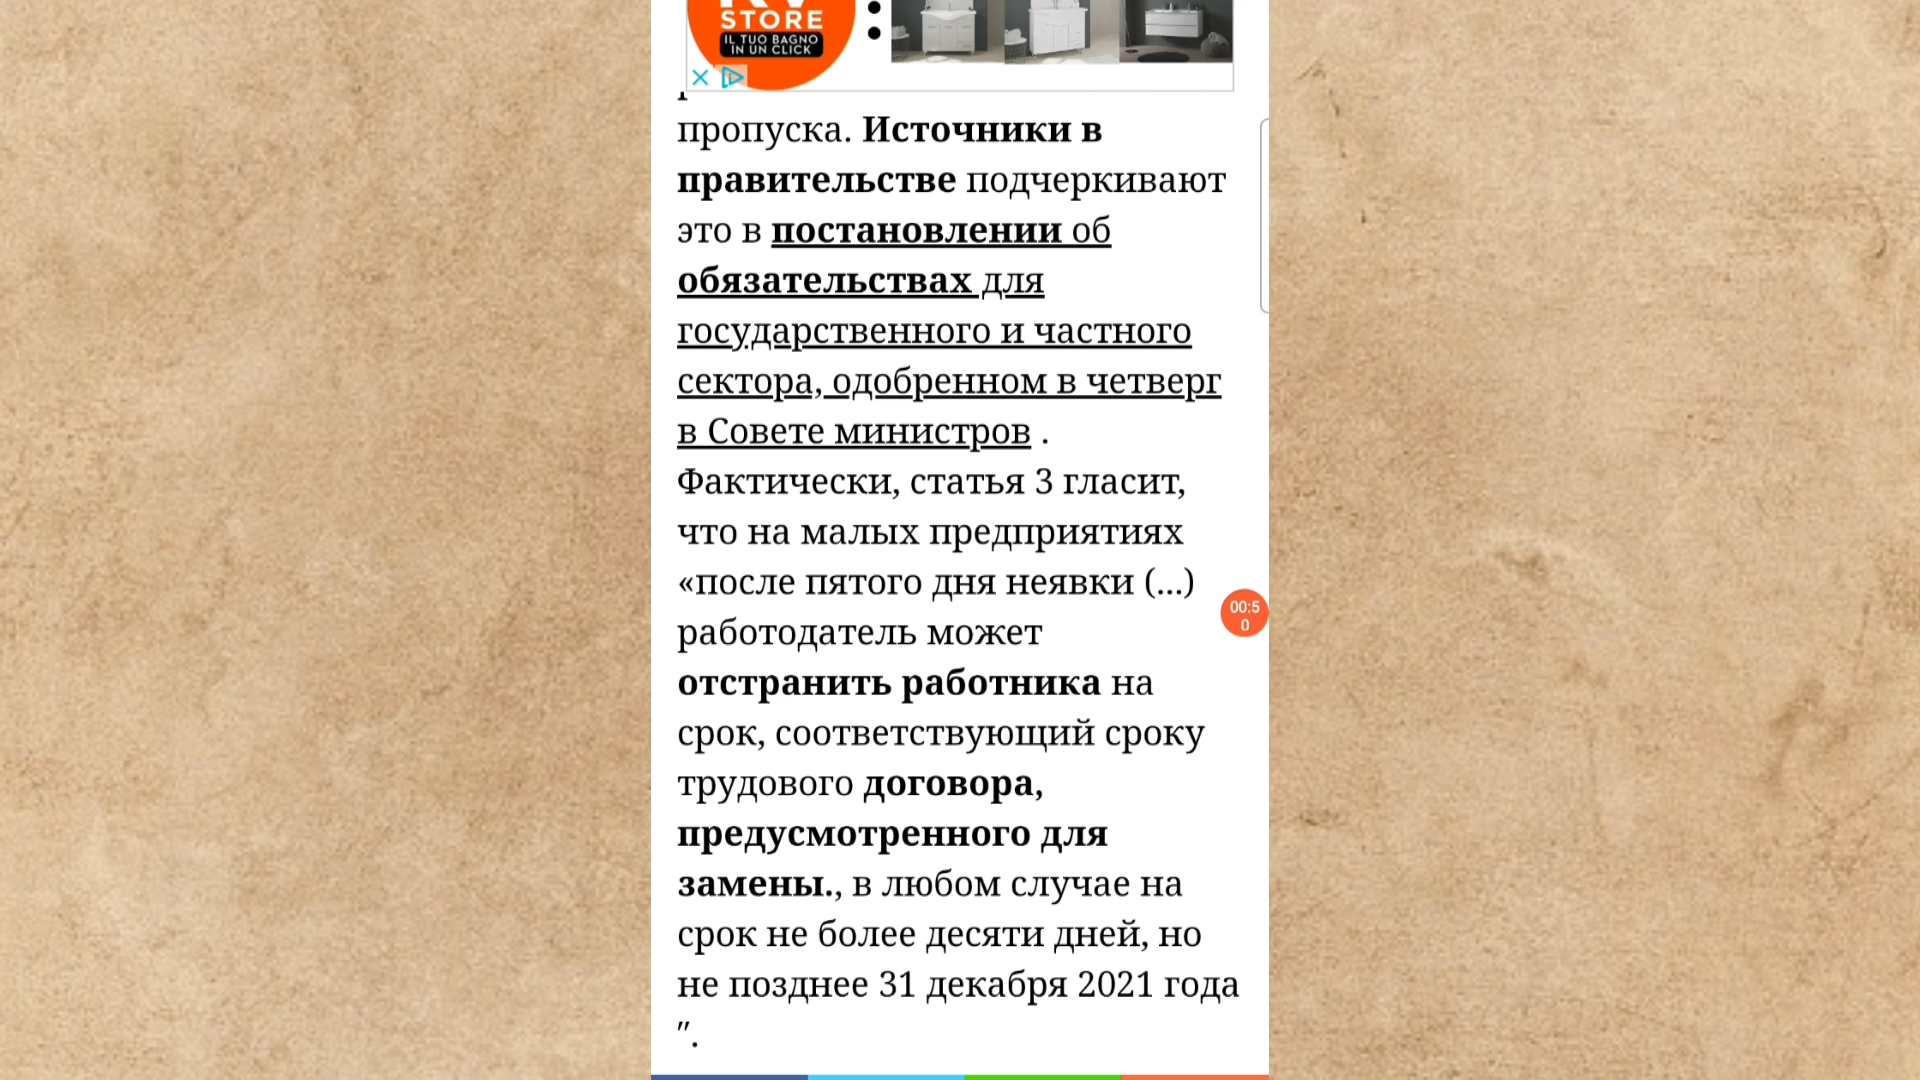 STORE
IL TUO BAGNO
IN UN CLICK
пропуска. Источники в
правительстве подчеркивают
это в постановлении об
обязательствах для
государственного и частного
сектора, одобренном в четверг
в Совете министров .
Фактически, статья 3 гласит,
что на малых предприятиях
«после пятого дня неявки (...)
работодатель может
отстранить работника на
срок, соответствующий сроку
трудового договора,
предусмотренного для
замены., в любом случае на
срок не более десяти дней, но
не позднее 31 декабря 2021 года
".
00:5
0